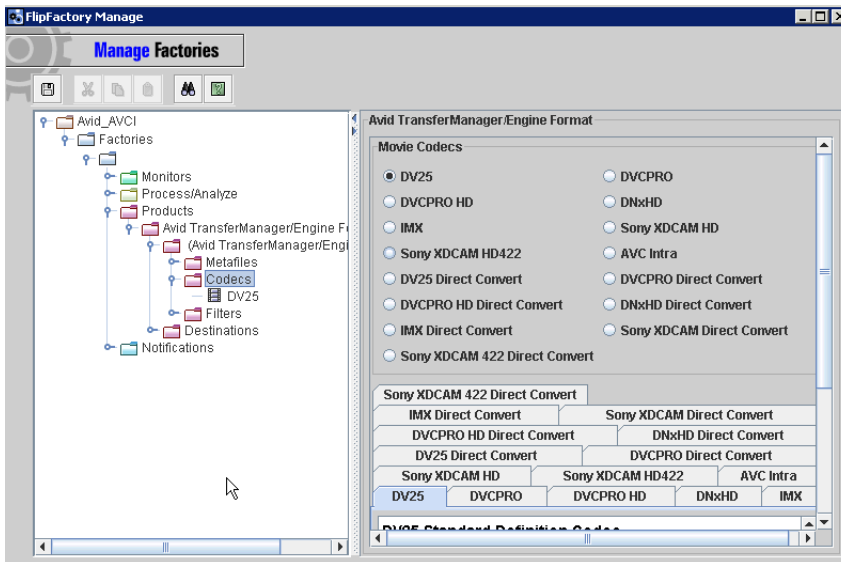 FlipFactory Manage
Manage Factories
Avid_AVCI
Factories
Monitors
Process/Analyze
Products
Avid TransferManager/Engine F
(Avid TransferManager/Engi
Metafiles
Codecs
DV25
Filters
Destinations
Notifications
Avid TransferManager/Engine Format
Movie Codecs
DV25 DVCPRO
DVCPRO HD DNxHD
IMX Sony XDCAM HD
Sony XDCAM HD422 AVC Intra
DV25 Direct Convert DVCPRO Direct Convert
DVCPRO HD Direct Convert DNxHD Direct Convert
IMX Direct Convert Sony XDCAM Direct Convert
Sony XDCAM 422 Direct Convert
Sony XDCAM 422 Direct Convert
IMX Direct Convert Sony XDCAM Direct Convert
DVCPRO HD Direct Convert DNxHD Direct Convert
DV25 Direct Convert DVCPRO Direct Convert
Sony XDCAM HD Sony XDCAM HD422 AVC Intra
DV25 DVCPRO DVCPRO HD DNxHD IMX
DV25 Standard Definition Codec